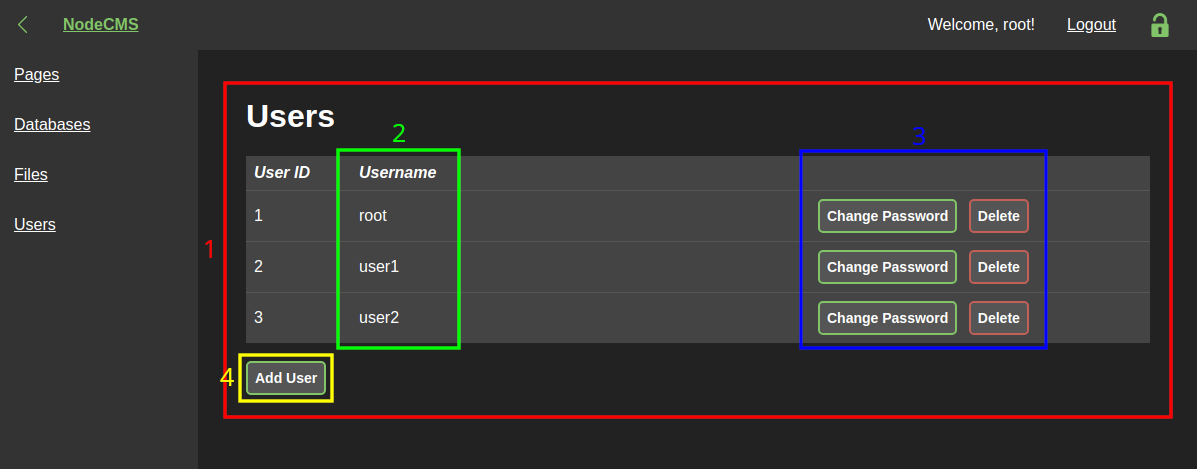 NodeCMS Welcome, root! Logout
Pages
Databases
Files
Users
1
Users
2
3
User ID Username
1 root Change Password Delete
2 user1 Change Password Delete
3 user2 Change Password Delete
4
Add User